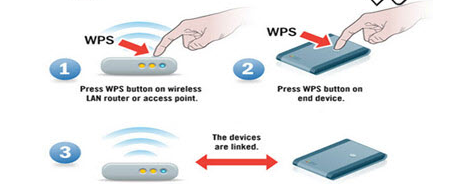 WPS
WPS
1
2
Press WPS button on wireless
LAN router or access point.
Press WPS button on
end device.
3
The devices
are linked.